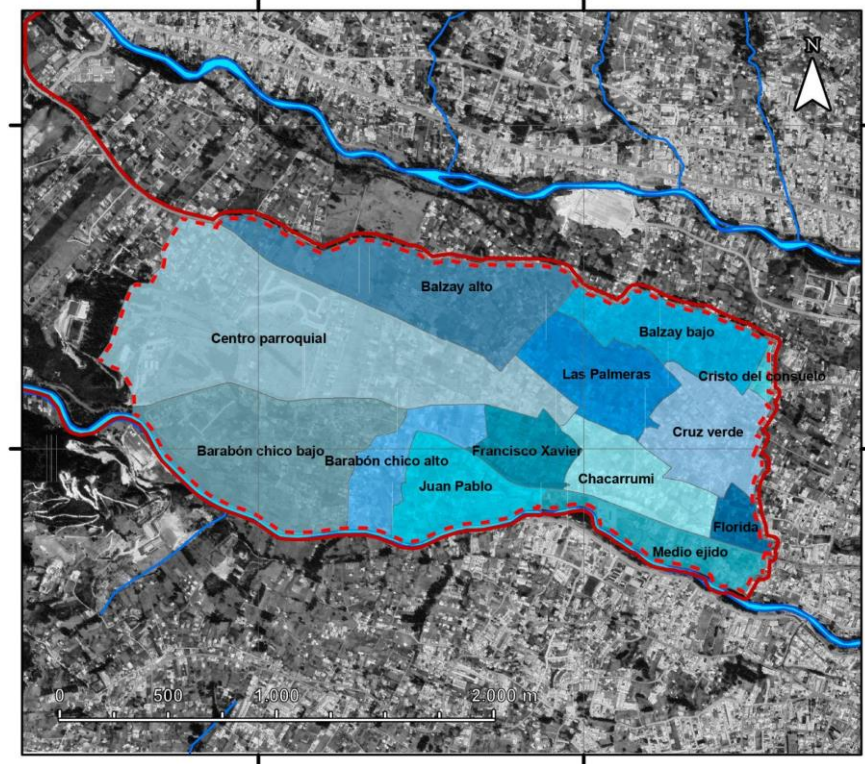 N
Balzay alto
Centro parroquial
Balzay bajo
Las Palmeras
Cristo del consuelo
Cruz verde
Barabón chico bajo
Barabón chico alto
Francisco Xavier
Juan Pablo
Chacarrumi
Florida
Medio ejido
0 500 1.000 2.000 m